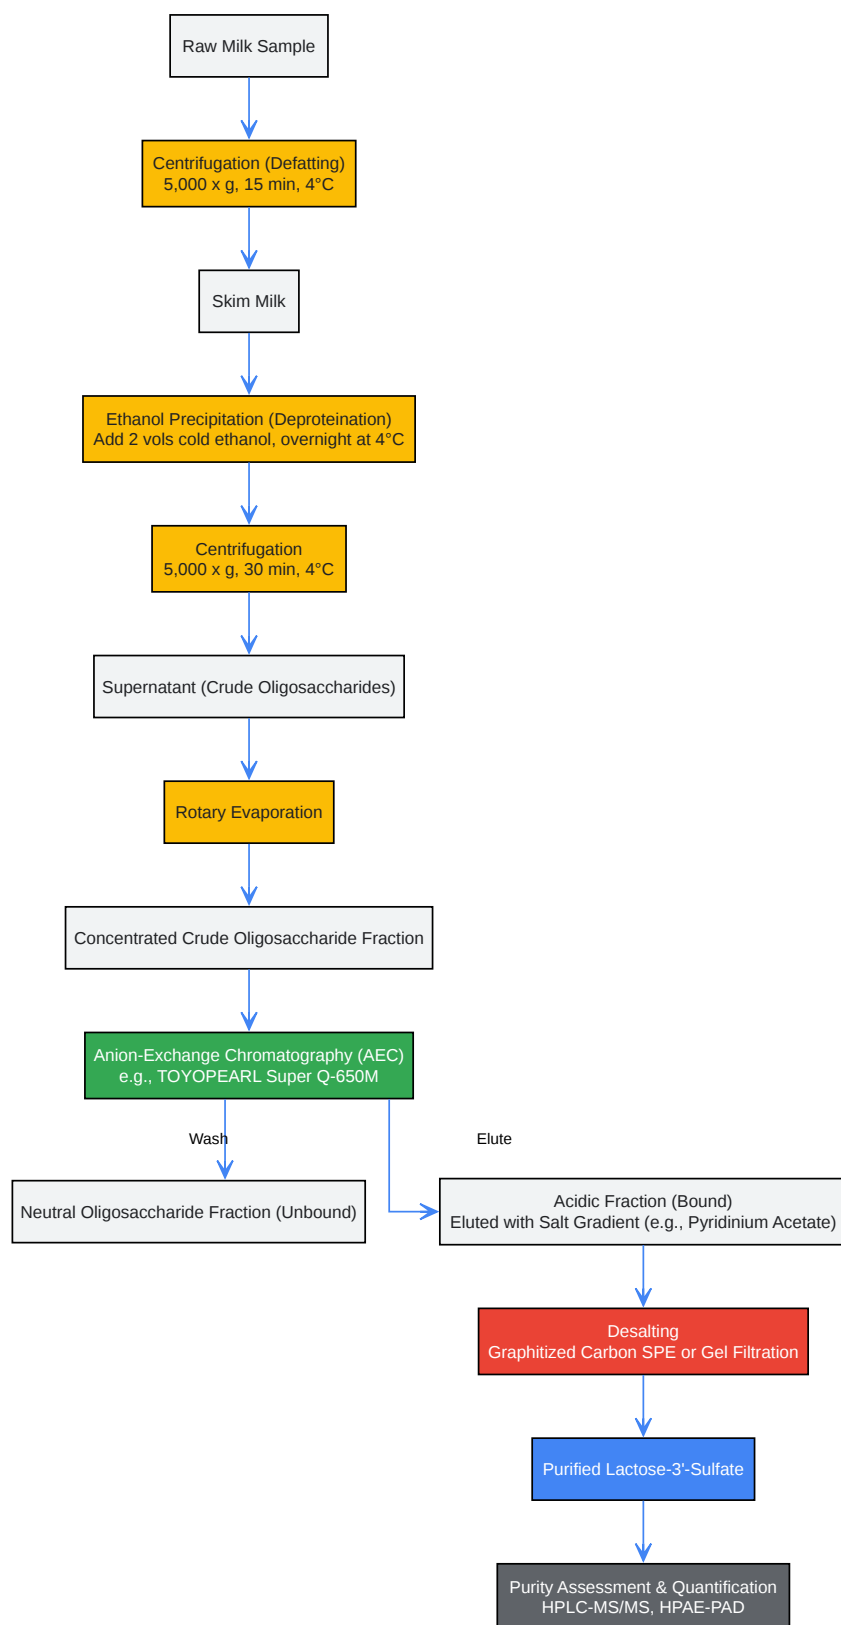 Raw Milk Sample
Centrifugation (Defatting)
5,000 x g, 15 min, 4°C
Skim Milk
Ethanol Precipitation (Deproteination)
Add 2 vols cold ethanol, overnight at 4°C
Centrifugation
5,000 x g, 30 min, 4°C
Supernatant (Crude Oligosaccharides)
Rotary Evaporation
Concentrated Crude Oligosaccharide Fraction
Anion-Exchange Chromatography (AEC)
e.g., TOYOPEARL Super Q-650M
Wash
Elute
Neutral Oligosaccharide Fraction (Unbound)
Acidic Fraction (Bound)
Eluted with Salt Gradient (e.g., Pyridinium Acetate)
Desalting
Graphitized Carbon SPE or Gel Filtration
Purified Lactose-3'-Sulfate
Purity Assessment & Quantification
HPLC-MS/MS, HPAE-PAD